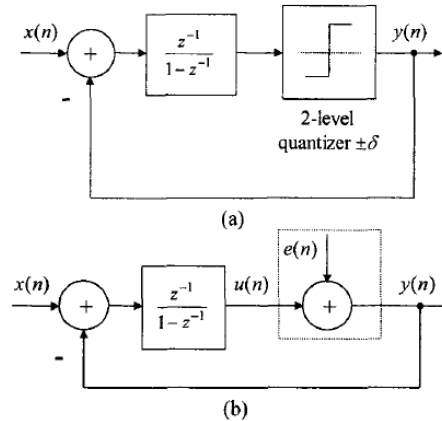 x(n)
+
-
z⁻¹
1−z⁻¹
y(n)
2-level
quantizer ±δ
(a)
x(n)
+
-
z⁻¹
1−z⁻¹
u(n)
e(n)
+
y(n)
(b)